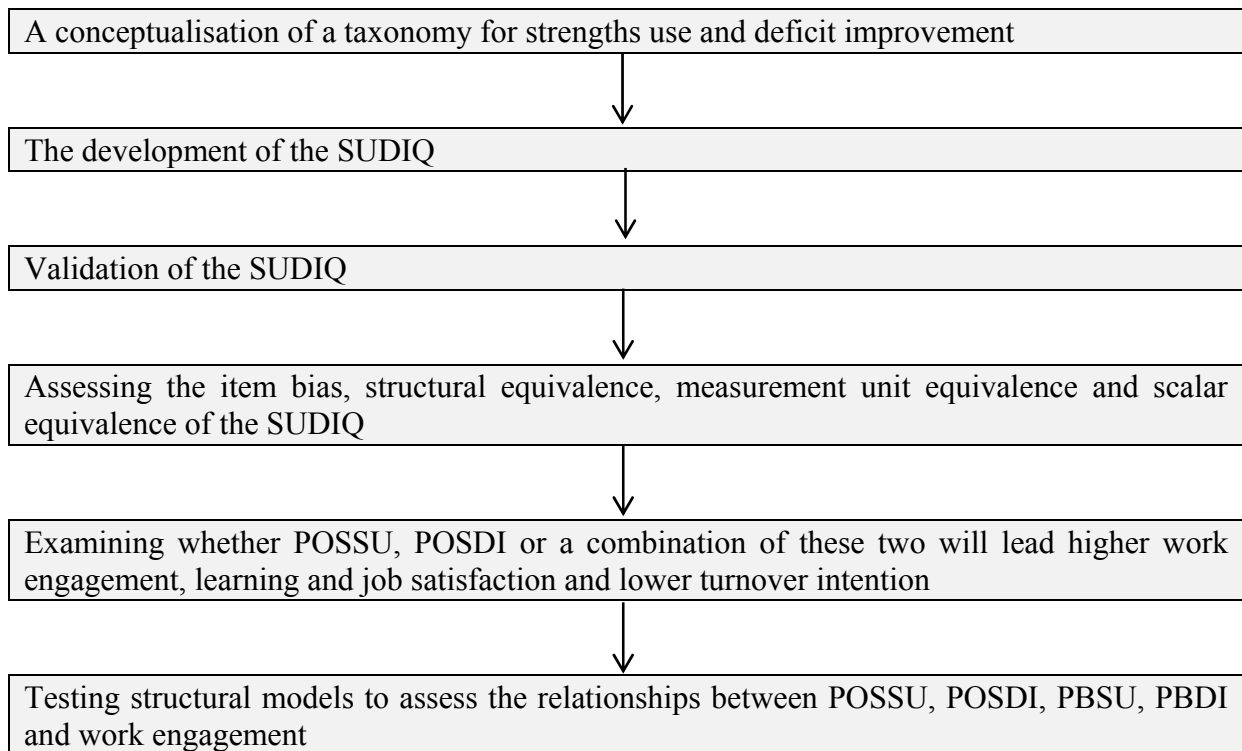 A conceptualisation of a taxonomy for strengths use and deficit improvement
The development of the SUDIQ
Validation of the SUDIQ
Assessing the item bias, structural equivalence, measurement unit equivalence and scalar
equivalence of the SUDIQ
Examining whether POSSU, POSDI or a combination of these two will lead higher work
engagement, learning and job satisfaction and lower turnover intention
Testing structural models to assess the relationships between POSSU, POSDI, PBSU, PBDI
and work engagement